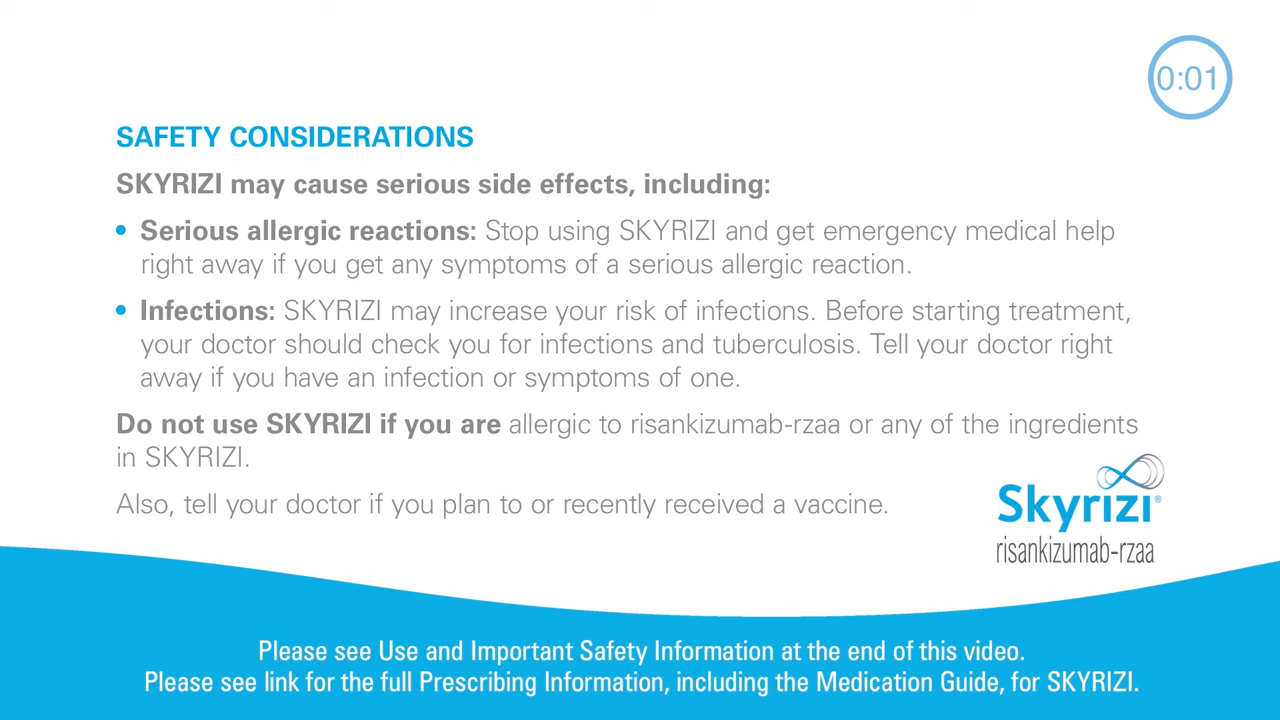 0:01
SAFETY CONSIDERATIONS
SKYRIZI may cause serious side effects, including:
• Serious allergic reactions: Stop using SKYRIZI and get emergency medical help
right away if you get any symptoms of a serious allergic reaction.
• Infections: SKYRIZI may increase your risk of infections. Before starting treatment,
your doctor should check you for infections and tuberculosis. Tell your doctor right
away if you have an infection or symptoms of one.
Do not use SKYRIZI if you are allergic to risankizumab-rzaa or any of the ingredients
in SKYRIZI.
Also, tell your doctor if you plan to or recently received a vaccine.
Skyrizi®
risankizumab-rzaa
Please see Use and Important Safety Information at the end of this video.
Please see link for the full Prescribing Information, including the Medication Guide, for SKYRIZI.